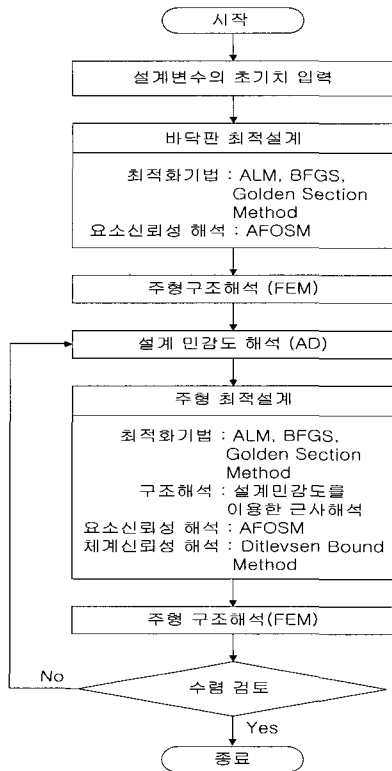 시작
설계변수의 초기치 입력
바닥판 최적설계
최적화기법 : ALM, BFGS,
Golden Section
Method
요소신뢰성 해석 : AFOSM
주형구조해석 (FEM)
설계 민감도 해석 (AD)
주형 최적설계
최적화기법 : ALM, BFGS,
Golden Section
Method
구조해석 : 설계민감도를
이용한 근사해석
요소신뢰성 해석 : AFOSM
체계신뢰성 해석 : Ditlevsen Bound
Method
주형 구조해석(FEM)
No
수렴 검토
Yes
종료